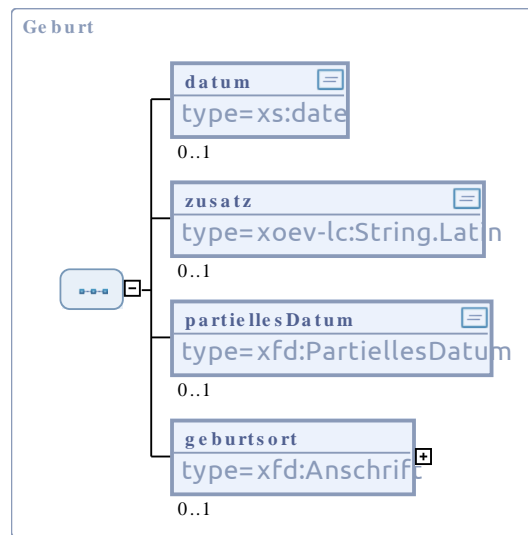 Geburt
datum
type=xs:date
0..1
zusatz
type=xoev-lc:String.Latin
0..1
partiellesDatum
type=xfd:PartiellesDatum
0..1
geburtsort
type=xfd:Anschrift
0..1